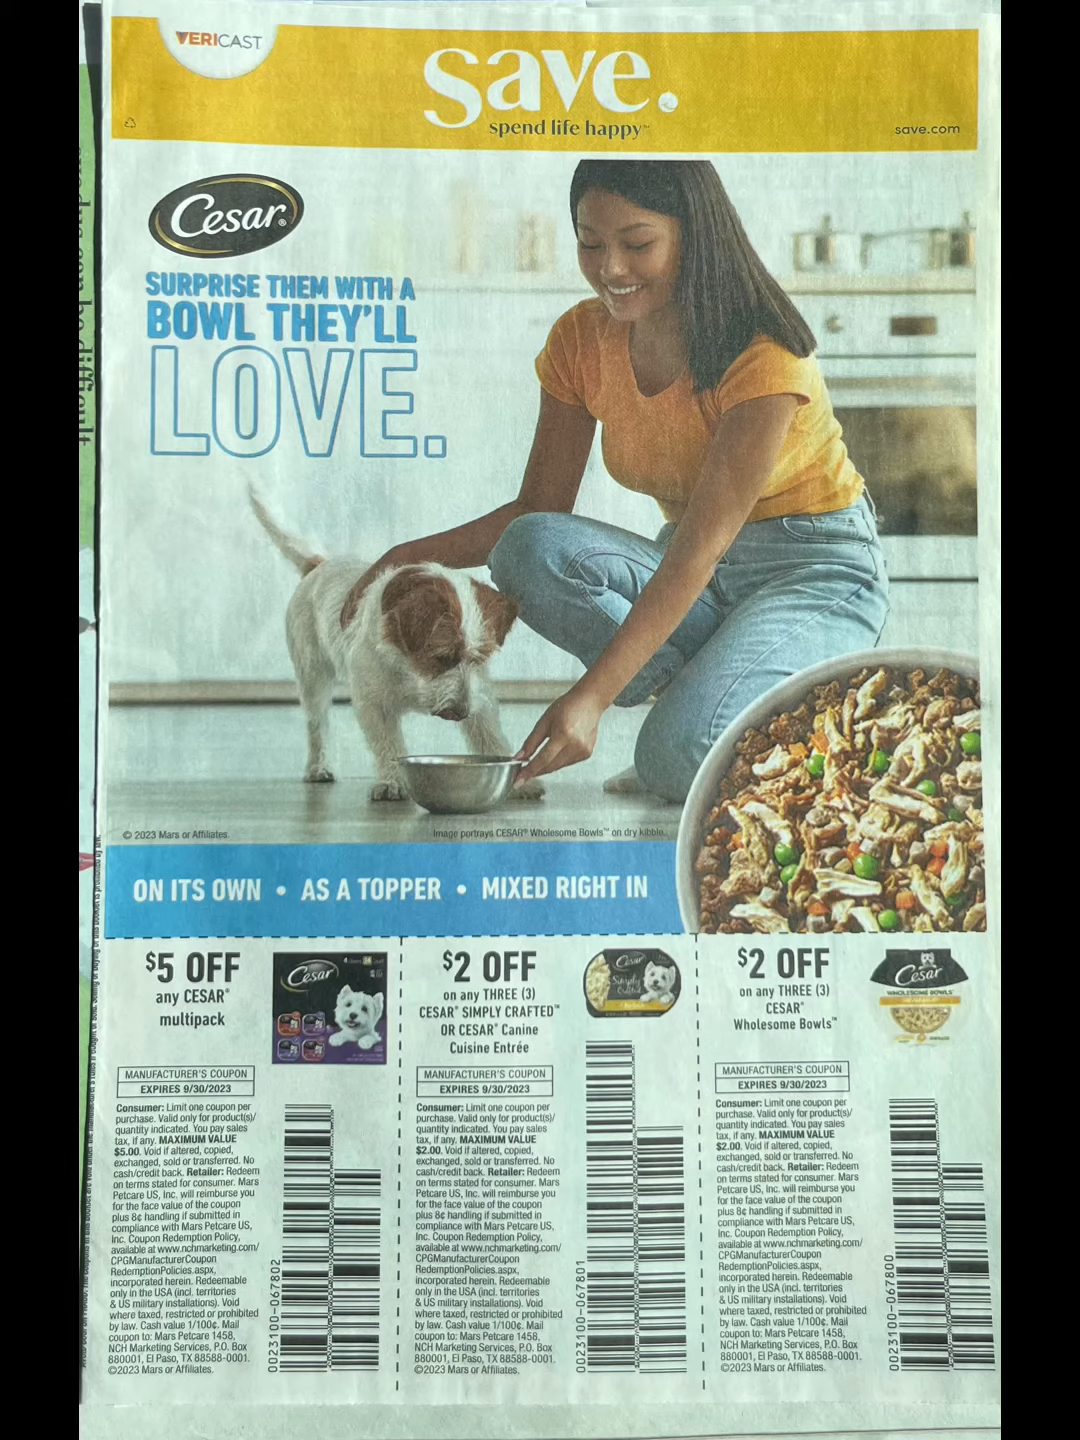 VERICAST
save.
spend life happy™
save.com
Cesar®
SURPRISE THEM WITH A
BOWL THEY'LL
LOVE.
© 2023 Mars or Affiliates.
Image portrays CESAR® Wholesome Bowls™ on dry kibble.
ON ITS OWN • AS A TOPPER • MIXED RIGHT IN
$5 OFF
any CESAR®
multipack
Cesar
MANUFACTURER'S COUPON
EXPIRES 9/30/2023
Consumer: Limit one coupon per
purchase. Valid only for product(s)/
quantity indicated. You pay sales
tax, if any. MAXIMUM VALUE
$5.00. Void if altered, copied,
exchanged, sold or transferred. No
cash/credit back. Retailer: Redeem
on terms stated for consumer. Mars
Petcare US, Inc. will reimburse you
for the face value of the coupon
plus 8¢ handling if submitted in
compliance with Mars Petcare US,
Inc. Coupon Redemption Policy,
available at www.nchmarketing.com/
CPGManufacturerCoupon
RedemptionPolicies.aspx,
incorporated herein. Redeemable
only in the USA (incl. territories
& US military installations). Void
where taxed, restricted or prohibited
by law. Cash value 1/100¢. Mail
coupon to: Mars Petcare 1458,
NCH Marketing Services, P.O. Box
880001, El Paso, TX 88588-0001.
©2023 Mars or Affiliates.
0023100-067802
$2 OFF
on any THREE (3)
CESAR® SIMPLY CRAFTED™
OR CESAR® Canine
Cuisine Entrée
Cesar
Simply
Crafted
MANUFACTURER'S COUPON
EXPIRES 9/30/2023
Consumer: Limit one coupon per
purchase. Valid only for product(s)/
quantity indicated. You pay sales
tax, if any. MAXIMUM VALUE
$2.00. Void if altered, copied,
exchanged, sold or transferred. No
cash/credit back. Retailer: Redeem
on terms stated for consumer. Mars
Petcare US, Inc. will reimburse you
for the face value of the coupon
plus 8¢ handling if submitted in
compliance with Mars Petcare US,
Inc. Coupon Redemption Policy,
available at www.nchmarketing.com/
CPGManufacturerCoupon
RedemptionPolicies.aspx,
incorporated herein. Redeemable
only in the USA (incl. territories
& US military installations). Void
where taxed, restricted or prohibited
by law. Cash value 1/100¢. Mail
coupon to: Mars Petcare 1458,
NCH Marketing Services, P.O. Box
880001, El Paso, TX 88588-0001.
©2023 Mars or Affiliates.
0023100-067801
$2 OFF
on any THREE (3)
CESAR®
Wholesome Bowls™
Cesar
WHOLESOME BOWLS
MANUFACTURER'S COUPON
EXPIRES 9/30/2023
Consumer: Limit one coupon per
purchase. Valid only for product(s)/
quantity indicated. You pay sales
tax, if any. MAXIMUM VALUE
$2.00. Void if altered, copied,
exchanged, sold or transferred. No
cash/credit back. Retailer: Redeem
on terms stated for consumer. Mars
Petcare US, Inc. will reimburse you
for the face value of the coupon
plus 8¢ handling if submitted in
compliance with Mars Petcare US,
Inc. Coupon Redemption Policy,
available at www.nchmarketing.com/
CPGManufacturerCoupon
RedemptionPolicies.aspx,
incorporated herein. Redeemable
only in the USA (incl. territories
& US military installations). Void
where taxed, restricted or prohibited
by law. Cash value 1/100¢. Mail
coupon to: Mars Petcare 1458,
NCH Marketing Services, P.O. Box
880001, El Paso, TX 88588-0001.
©2023 Mars or Affiliates.
0023100-067800